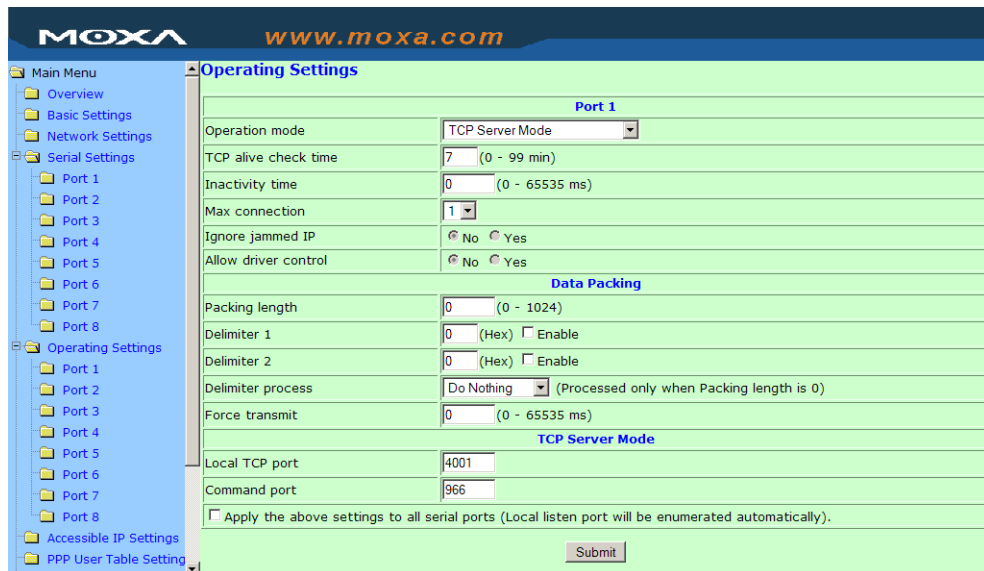 MOXA www.moxa.com
Main Menu
Overview
Basic Settings
Network Settings
Serial Settings
Port 1
Port 2
Port 3
Port 4
Port 5
Port 6
Port 7
Port 8
Operating Settings
Port 1
Port 2
Port 3
Port 4
Port 5
Port 6
Port 7
Port 8
Accessible IP Settings
PPP User Table Setting
Operating Settings
Port 1
Operation mode TCP Server Mode
TCP alive check time 7 (0 - 99 min)
Inactivity time 0 (0 - 65535 ms)
Max connection 1
Ignore jammed IP No Yes
Allow driver control No Yes
Data Packing
Packing length 0 (0 - 1024)
Delimiter 1 0 (Hex) Enable
Delimiter 2 0 (Hex) Enable
Delimiter process Do Nothing (Processed only when Packing length is 0)
Force transmit 0 (0 - 65535 ms)
TCP Server Mode
Local TCP port 4001
Command port 966
Apply the above settings to all serial ports (Local listen port will be enumerated automatically).
Submit